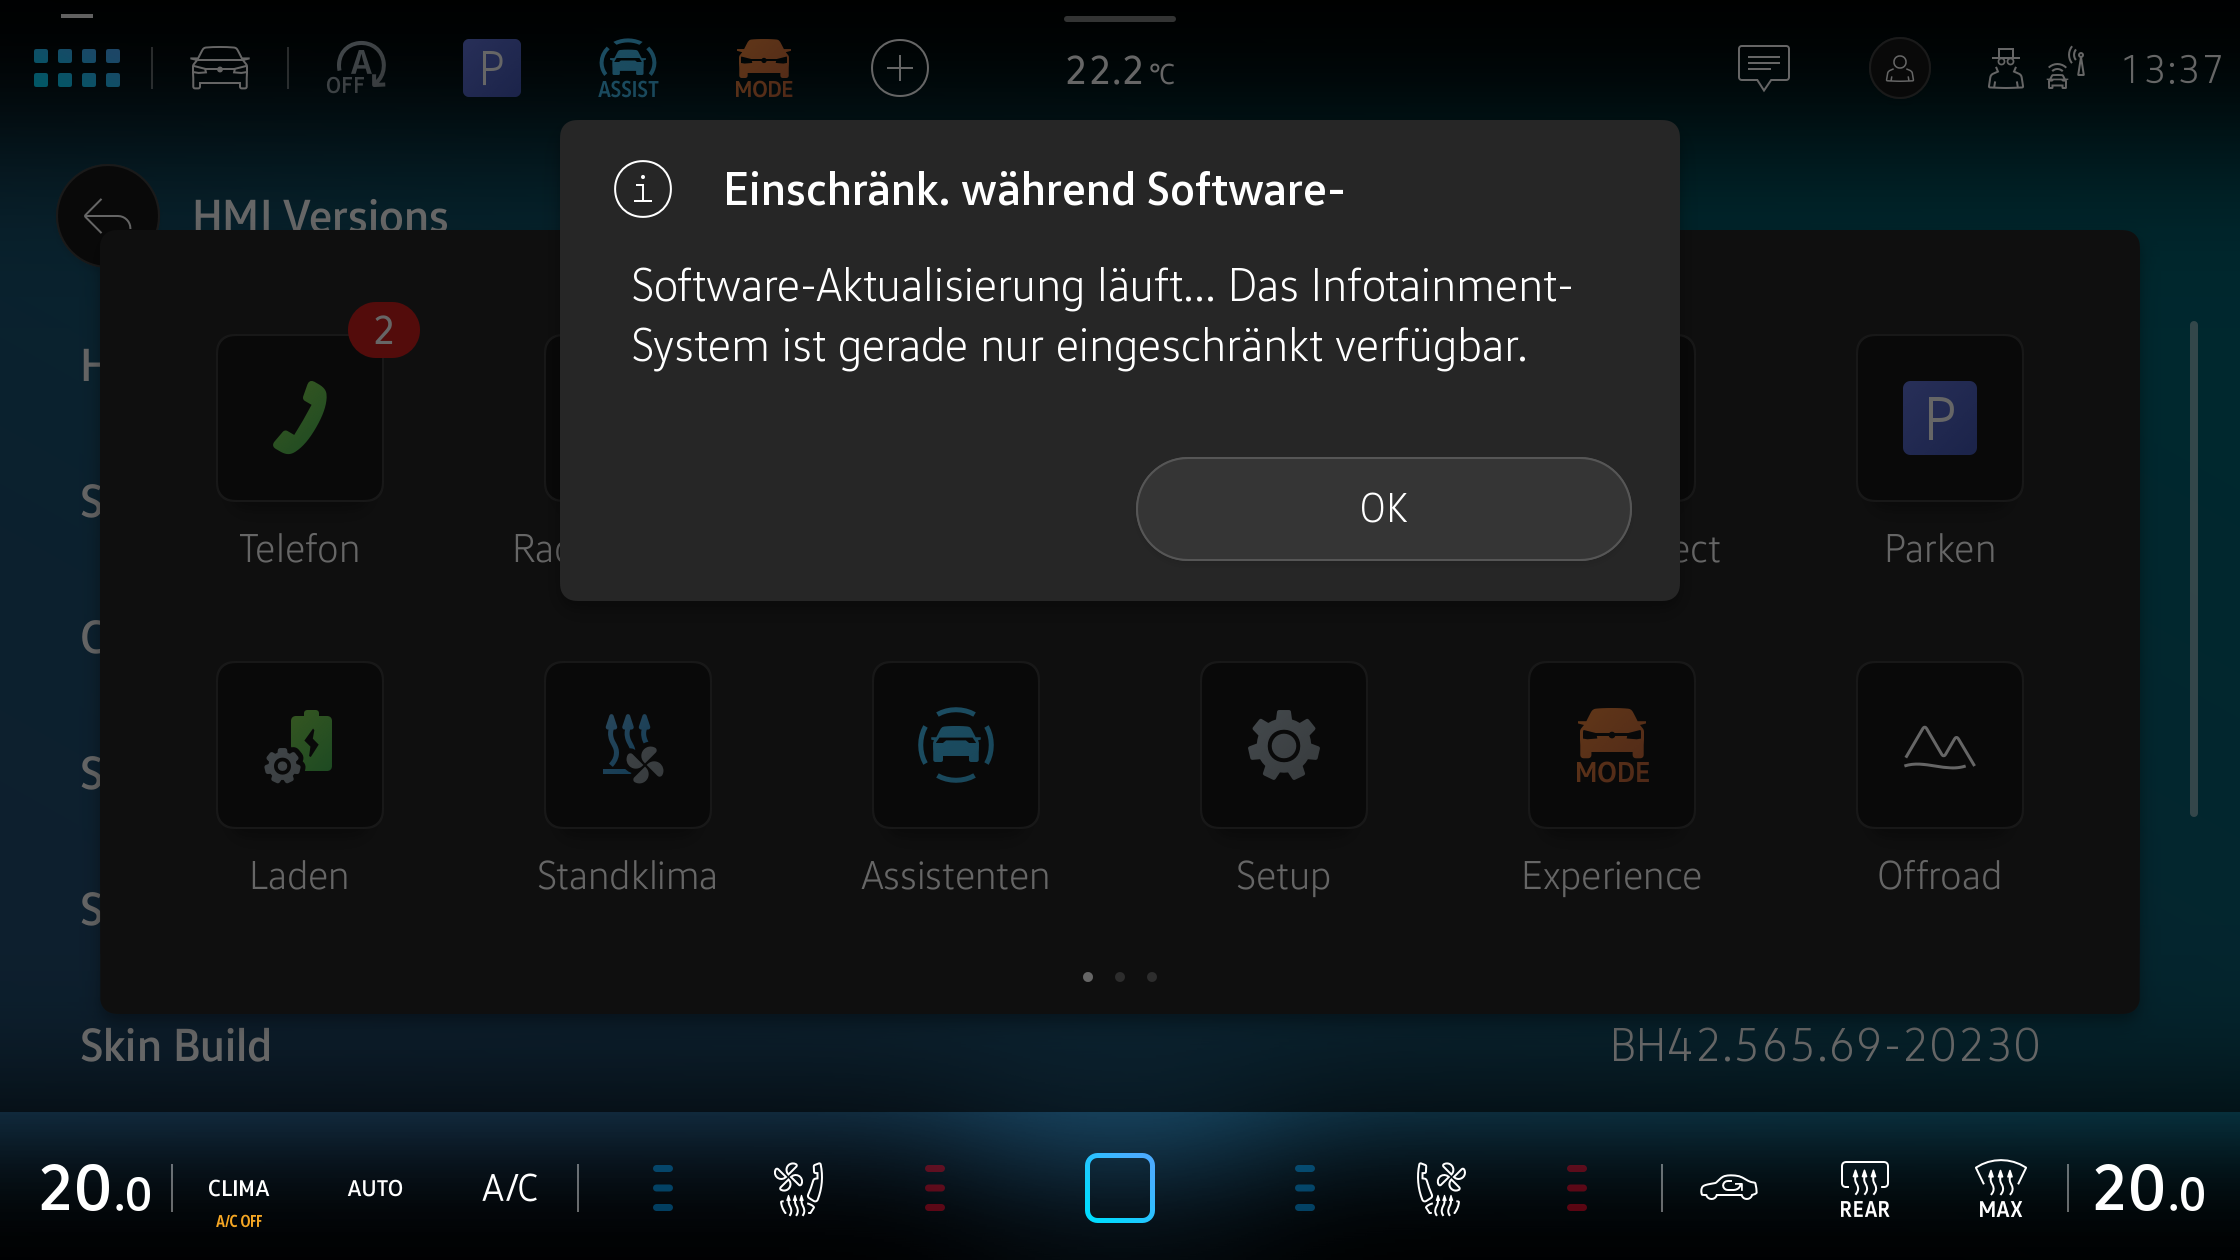 OFF A
P
ASSIST
MODE
22.2 °C
13:37
HMI Versions
Einschränk. während Software-
Software-Aktualisierung läuft... Das Infotainment-
System ist gerade nur eingeschränkt verfügbar.
OK
2
P
Telefon
Parken
MODE
Laden
Standklima
Assistenten
Setup
Experience
Offroad
Skin Build
BH42.565.69-20230
20.0
CLIMA
A/C OFF
AUTO
A/C
REAR
MAX
20.0